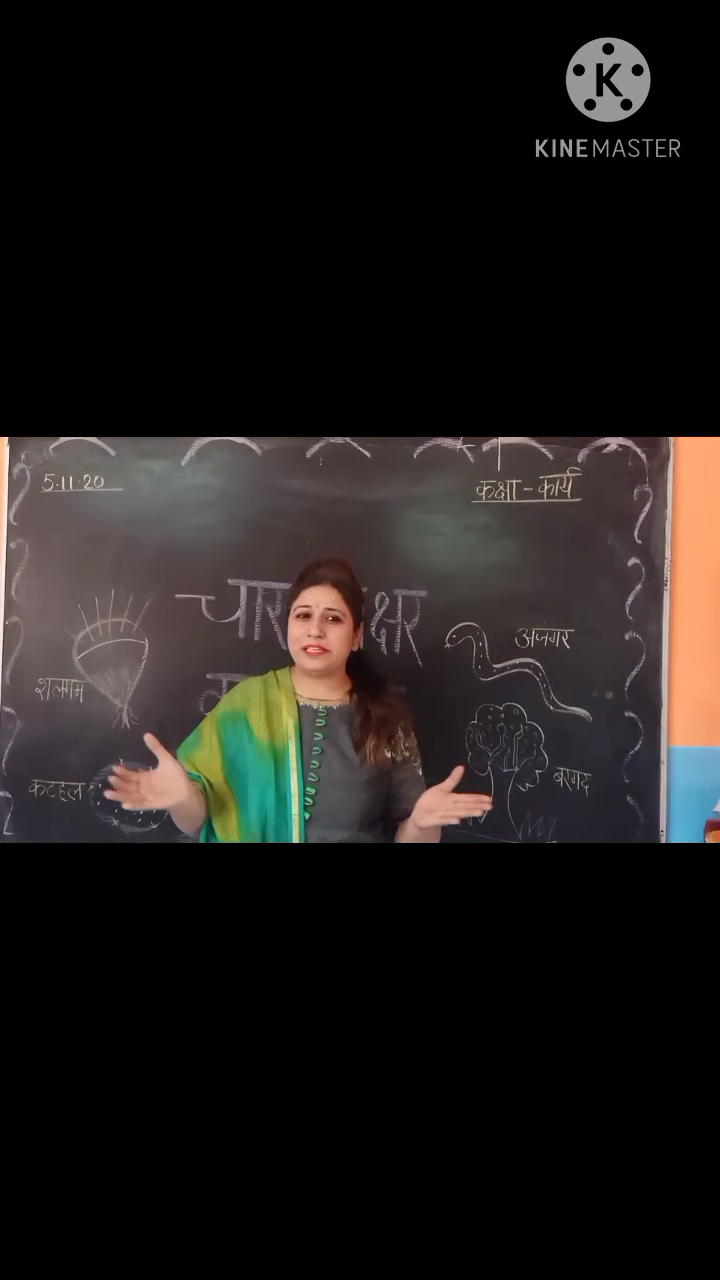 KINEMASTER
5.11.20
कक्षा - कार्य
अजगर
शलगम
बरगद
कटहल